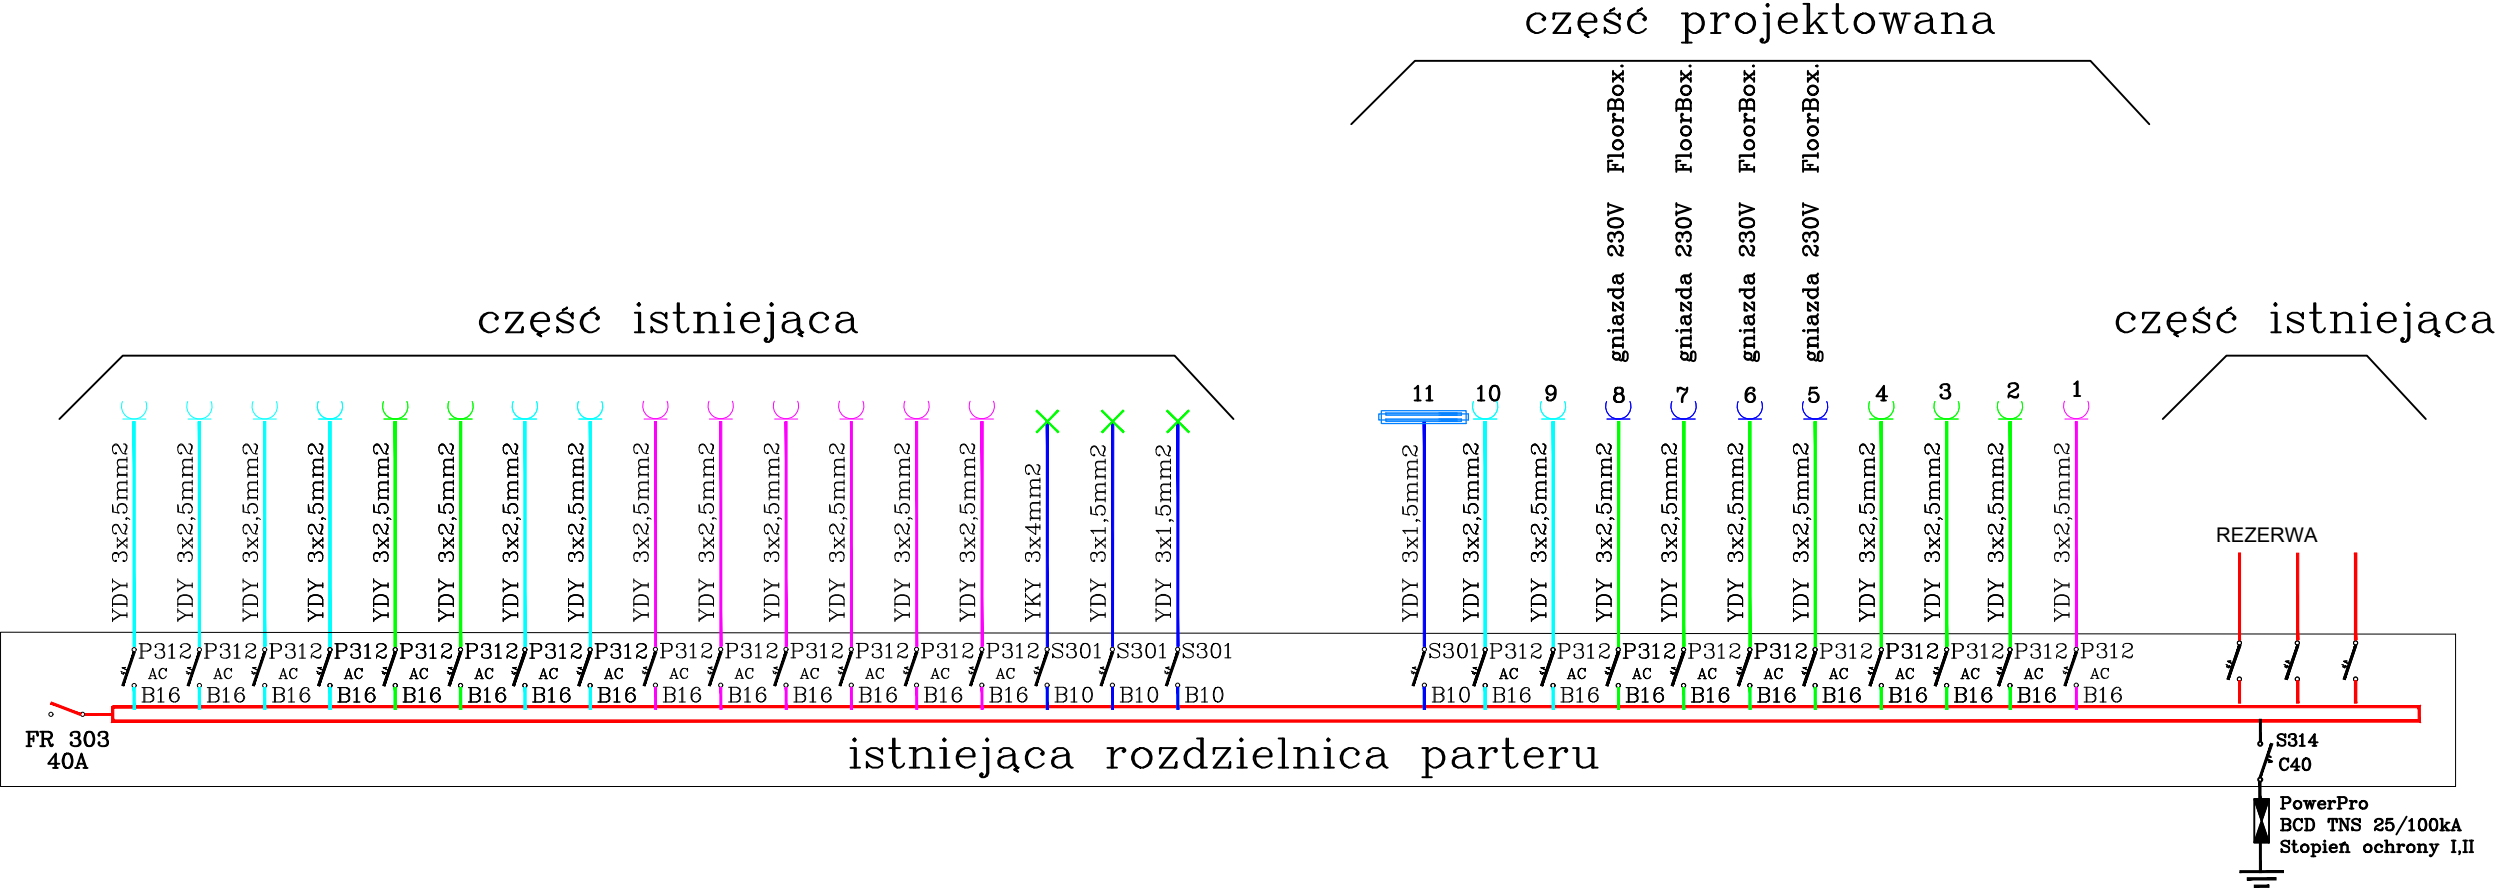 część projektowana
gniazda 230V FloorBox.
gniazda 230V FloorBox.
gniazda 230V FloorBox.
gniazda 230V FloorBox.
część istniejąca
część istniejąca
11 10 9 8 7 6 5 4 3 2 1
YDY 3x2,5mm2
YDY 3x2,5mm2
YDY 3x2,5mm2
YDY 3x2,5mm2
YDY 3x2,5mm2
YDY 3x2,5mm2
YDY 3x2,5mm2
YDY 3x2,5mm2
YDY 3x2,5mm2
YDY 3x2,5mm2
YDY 3x2,5mm2
YDY 3x2,5mm2
YDY 3x2,5mm2
YDY 3x2,5mm2
YKY 3x4mm2
YDY 3x1,5mm2
YDY 3x1,5mm2
YDY 3x1,5mm2
YDY 3x2,5mm2
YDY 3x2,5mm2
YDY 3x2,5mm2
YDY 3x2,5mm2
YDY 3x2,5mm2
YDY 3x2,5mm2
YDY 3x2,5mm2
YDY 3x2,5mm2
YDY 3x2,5mm2
YDY 3x2,5mm2
REZERWA
P312 P312 P312 P312 P312 P312 P312 P312 P312 P312 P312 P312 P312 P312 S301 S301 S301 S301 P312 P312 P312 P312 P312 P312 P312 P312 P312 P312
AC AC AC AC AC AC AC AC AC AC AC AC AC AC AC AC AC AC AC AC AC AC AC AC
B16 B16 B16 B16 B16 B16 B16 B16 B16 B16 B16 B16 B16 B16 B10 B10 B10 B10 B16 B16 B16 B16 B16 B16 B16 B16 B16 B16
FR 303
40A
istniejąca rozdzielnica parteru
S314
C40
PowerPro
BCD TNS 25/100kA
Stopień ochrony I,II